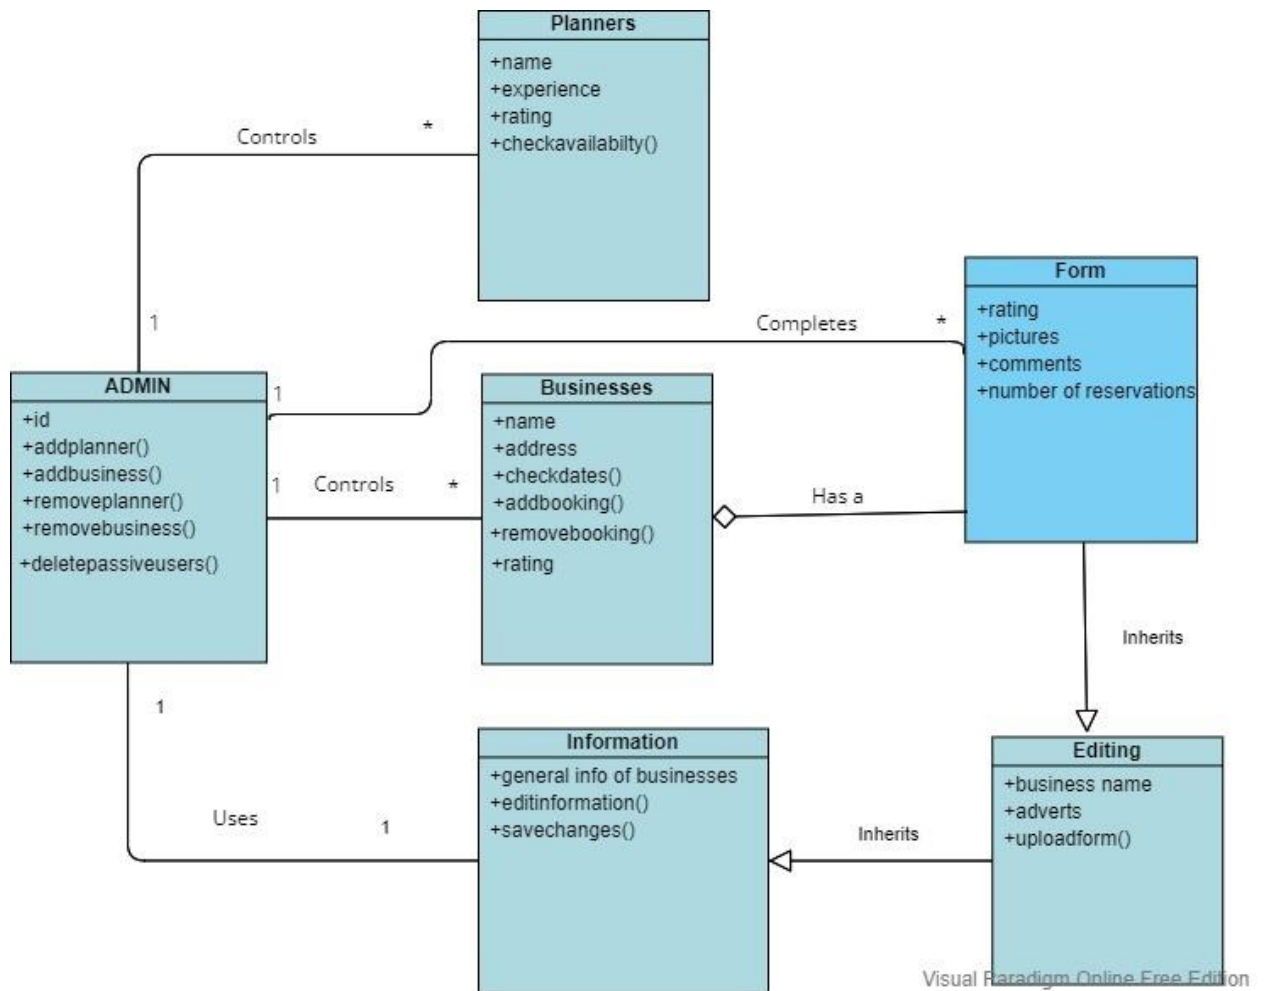 Planners
+name
+experience
+rating
+checkavailabilty()
Controls
*
1
Form
+rating
+pictures
+comments
+number of reservations
Completes
*
1
ADMIN
+id
+addplanner()
+addbusiness()
+removeplanner()
+removebusiness()
+deletepassiveusers()
Businesses
+name
+address
+checkdates()
+addbooking()
+removebooking()
+rating
1
Controls
*
Has a
Inherits
1
Uses
1
Information
+general info of businesses
+editinformation()
+savechanges()
Inherits
Editing
+business name
+adverts
+uploadform()
Visual Paradigm Online Free Edition